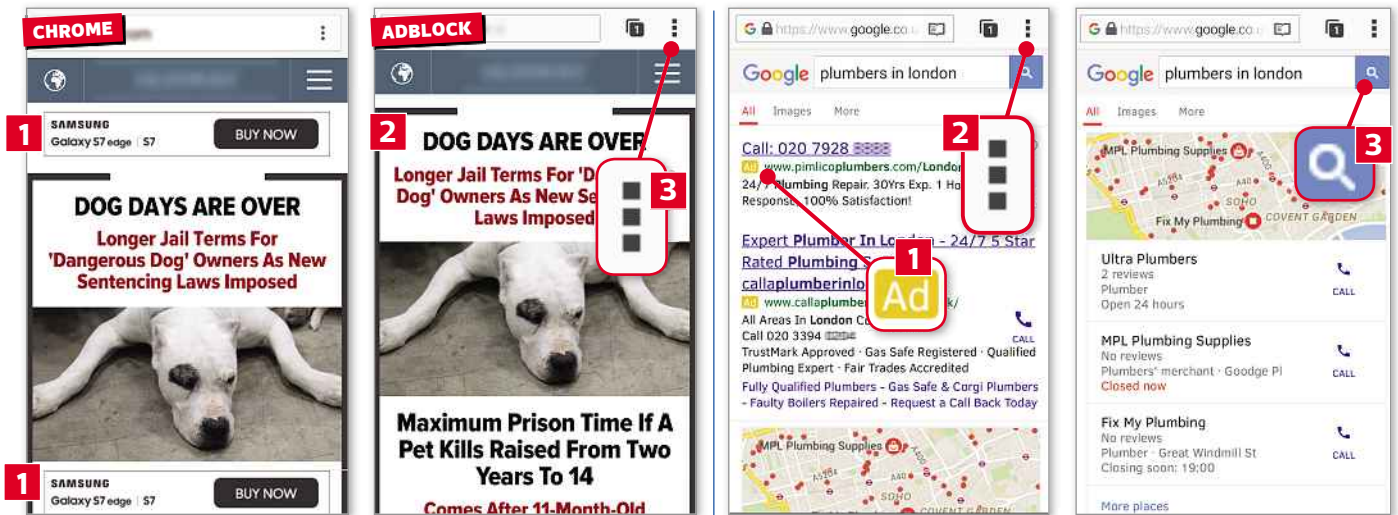 CHROME
1
SAMSUNG
Galaxy S7 edge | S7
BUY NOW
DOG DAYS ARE OVER
Longer Jail Terms For
'Dangerous Dog' Owners As New
Sentencing Laws Imposed
1
SAMSUNG
Galaxy S7 edge | S7
BUY NOW
ADBLOCK
1
2
DOG DAYS ARE OVER
Longer Jail Terms For 'D
Dog' Owners As New Se
Laws Imposed
3
Maximum Prison Time If A
Pet Kills Raised From Two
Years To 14
Comes After 11-Month-Old
G https://www.google.co.u
1
Google plumbers in london
All Images More
2
Call: 020 7928
Ad www.pimlicoplumbers.com/London
24/7 Plumbing Repair. 30Yrs Exp. 1 Ho
Response. 100% Satisfaction!
Expert Plumber In London - 24/7 5 Star
Rated Plumbing S
1
callaplumberinlo
Ad
Ad www.callaplumbe k/
All Areas In London Co
Call 020 3394
CALL
TrustMark Approved · Gas Safe Registered · Qualified
Plumbing Expert · Fair Trades Accredited
Fully Qualified Plumbers - Gas Safe & Corgi Plumbers
- Faulty Boilers Repaired - Request a Call Back Today
MPL Plumbing Supplies
A5204
A40
SOHO
COVENT GARDEN
G https://www.google.co.u
1
Google plumbers in london
All Images More
3
MPL Plumbing Supplies
A400
A5204
A40
SOHO
Fix My Plumbing
COVENT GARDEN
Ultra Plumbers
2 reviews
Plumber
CALL
Open 24 hours
MPL Plumbing Supplies
No reviews
Plumbers' merchant · Goodge Pl
CALL
Closed now
Fix My Plumbing
No reviews
Plumber · Great Windmill St
CALL
Closing soon: 19:00
More places